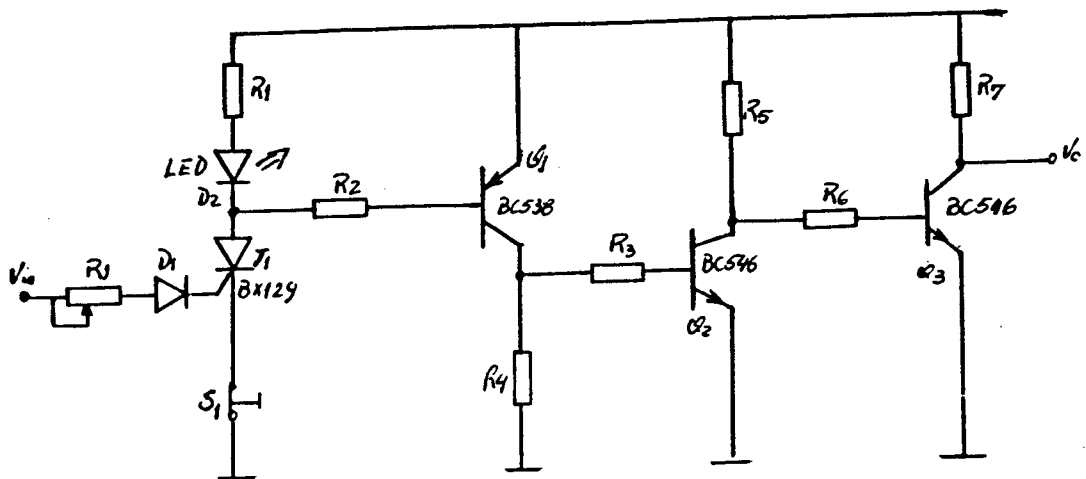 R1
R5
R7
LED
D2
R2
Q1
BC538
R6
BC546
Vin
R1
D1
T1
BX129
R3
BC546
Q2
Q3
R4
S1